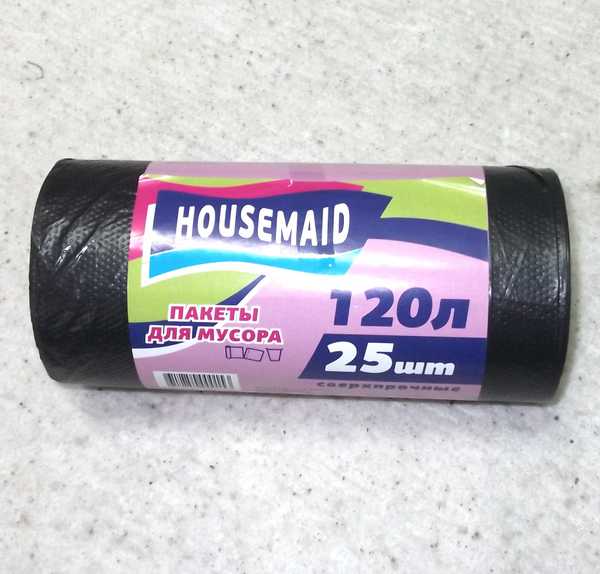 HOUSEMAID
ПАКЕТЫ
ДЛЯ МУСОРА
120л
25шт
сверхпрочные